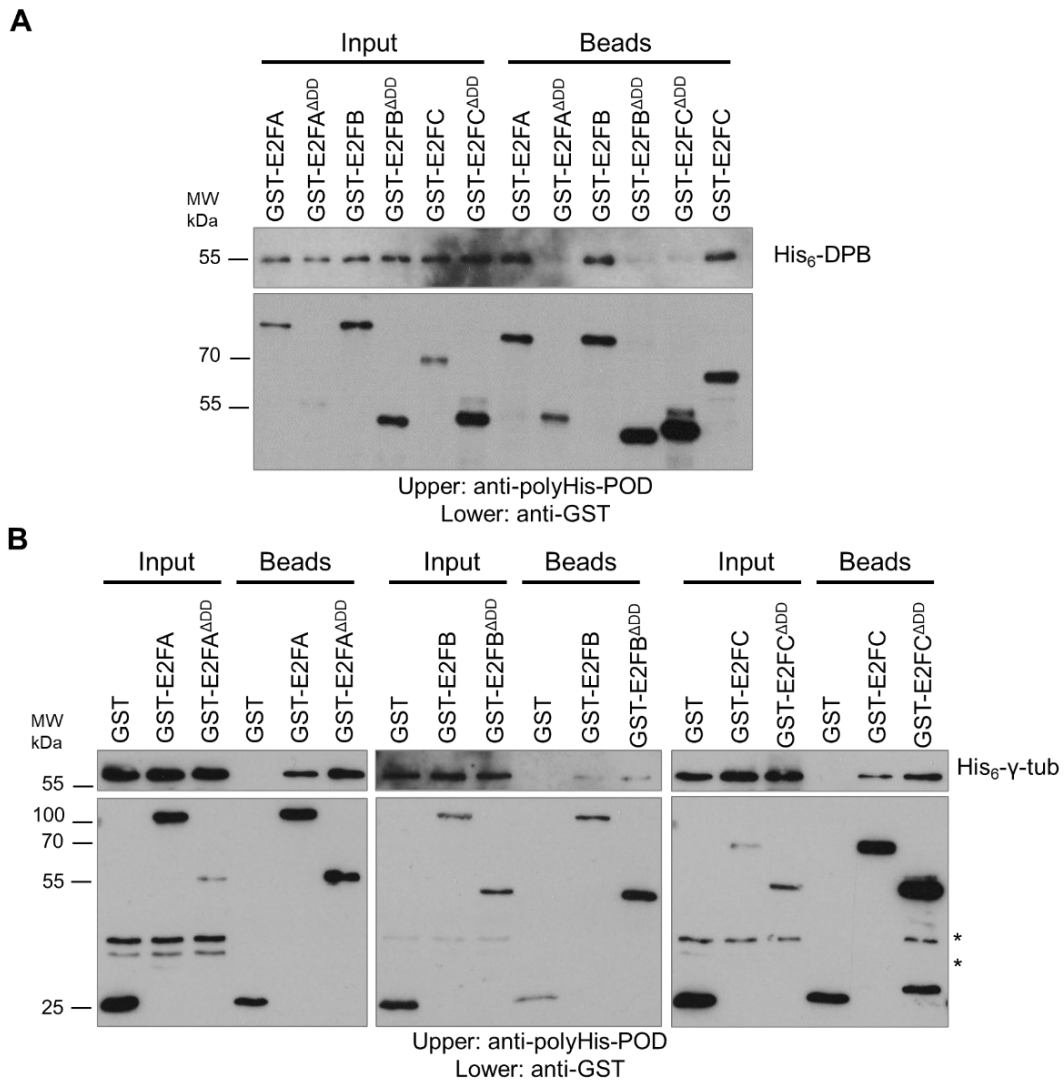 A
Input Beads
GST-E2FA GST-E2FAΔDD GST-E2FB GST-E2FBΔDD GST-E2FC GST-E2FCΔDD GST-E2FA GST-E2FAΔDD GST-E2FB GST-E2FBΔDD GST-E2FCΔDD GST-E2FC
MW
kDa
55
His6-DPB
70
55
Upper: anti-polyHis-POD
Lower: anti-GST
B
Input Beads Input Beads Input Beads
GST GST-E2FA GST-E2FAΔDD GST GST-E2FA GST-E2FAΔDD GST GST-E2FB GST-E2FBΔDD GST GST-E2FB GST-E2FBΔDD GST GST-E2FC GST-E2FCΔDD GST GST-E2FC GST-E2FCΔDD
MW
kDa
55
His6-γ-tub
100
70
55
*
*
25
Upper: anti-polyHis-POD
Lower: anti-GST